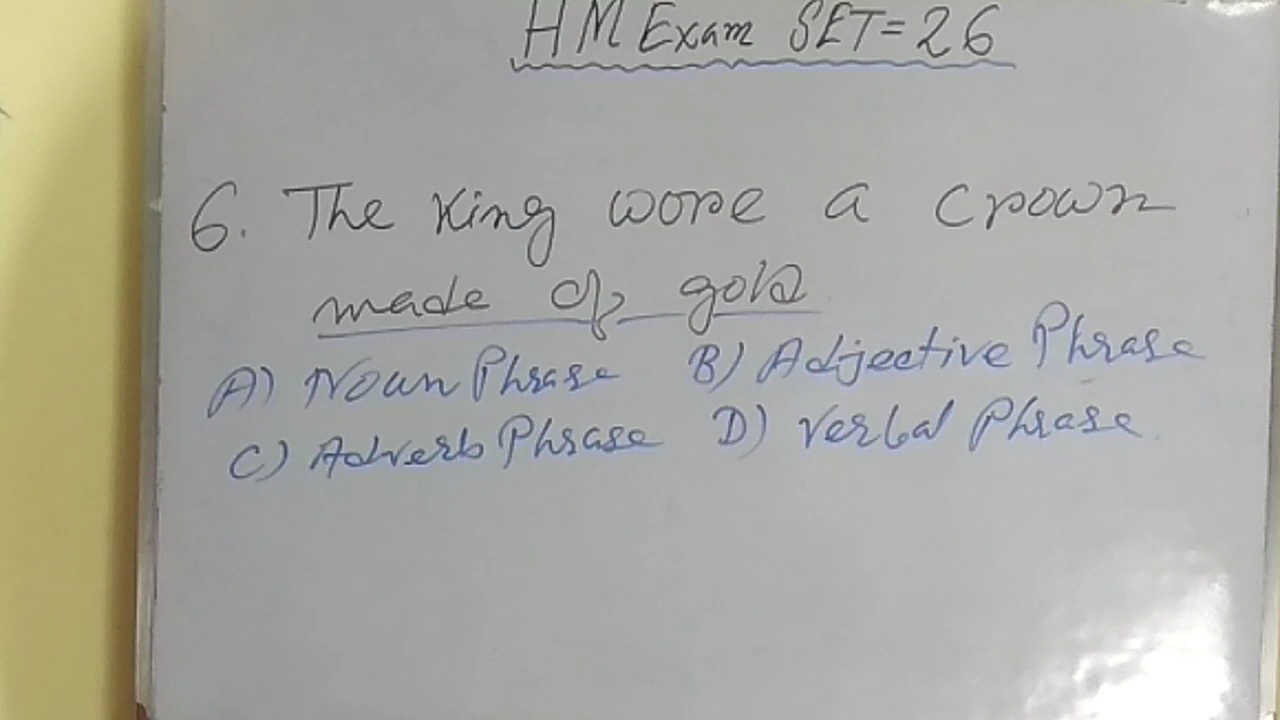 HM Exam SET=26
6. The King wore a crown
made of gold
A) Noun Phrase B) Adjective Phrase
C) Adverb Phrase D) Verbal Phrase